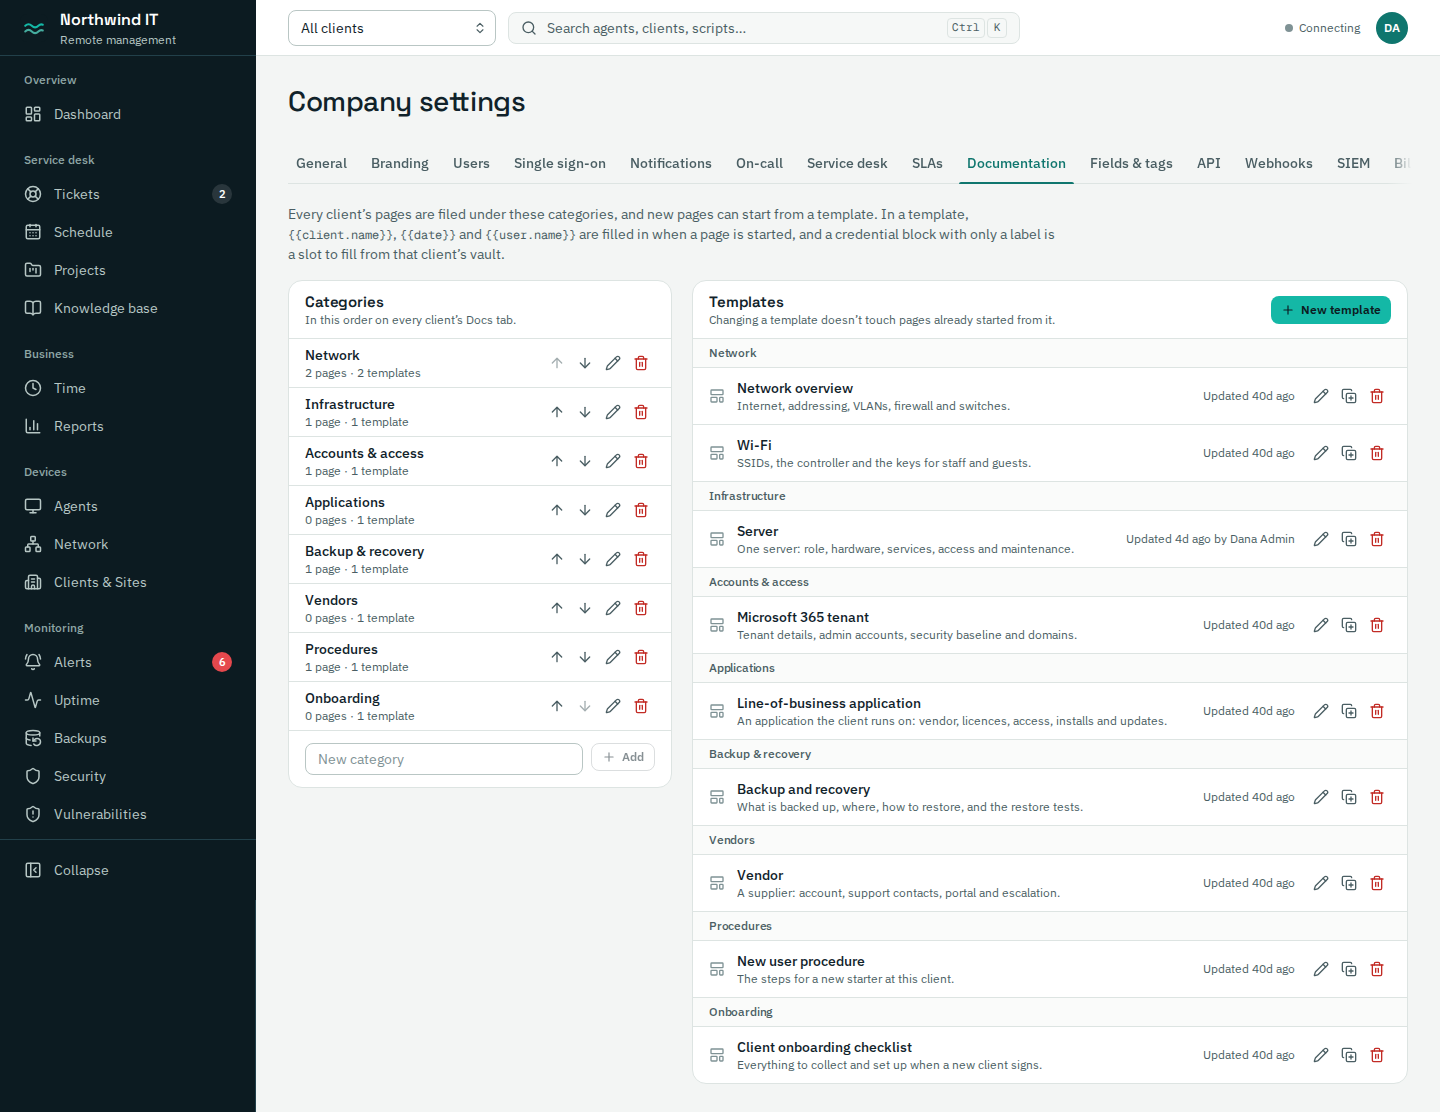 Northwind IT
Remote management
Overview
Dashboard
Service desk
Tickets 2
Schedule
Projects
Knowledge base
Business
Time
Reports
Devices
Agents
Network
Clients & Sites
Monitoring
Alerts 6
Uptime
Backups
Security
Vulnerabilities
Collapse
All clients
Search agents, clients, scripts... Ctrl K
Connecting DA
Company settings
General Branding Users Single sign-on Notifications On-call Service desk SLAs Documentation Fields & tags API Webhooks SIEM
Every client’s pages are filed under these categories, and new pages can start from a template. In a template,
{{client.name}}, {{date}} and {{user.name}} are filled in when a page is started, and a credential block with only a label is
a slot to fill from that client’s vault.
Categories
In this order on every client’s Docs tab.
Network
2 pages · 2 templates
Infrastructure
1 page · 1 template
Accounts & access
1 page · 1 template
Applications
0 pages · 1 template
Backup & recovery
1 page · 1 template
Vendors
0 pages · 1 template
Procedures
1 page · 1 template
Onboarding
0 pages · 1 template
New category
Add
Templates
Changing a template doesn’t touch pages already started from it.
New template
Network
Network overview
Internet, addressing, VLANs, firewall and switches.
Updated 40d ago
Wi-Fi
SSIDs, the controller and the keys for staff and guests.
Updated 40d ago
Infrastructure
Server
One server: role, hardware, services, access and maintenance.
Updated 4d ago by Dana Admin
Accounts & access
Microsoft 365 tenant
Tenant details, admin accounts, security baseline and domains.
Updated 40d ago
Applications
Line-of-business application
An application the client runs on: vendor, licences, access, installs and updates.
Updated 40d ago
Backup & recovery
Backup and recovery
What is backed up, where, how to restore, and the restore tests.
Updated 40d ago
Vendors
Vendor
A supplier: account, support contacts, portal and escalation.
Updated 40d ago
Procedures
New user procedure
The steps for a new starter at this client.
Updated 40d ago
Onboarding
Client onboarding checklist
Everything to collect and set up when a new client signs.
Updated 40d ago